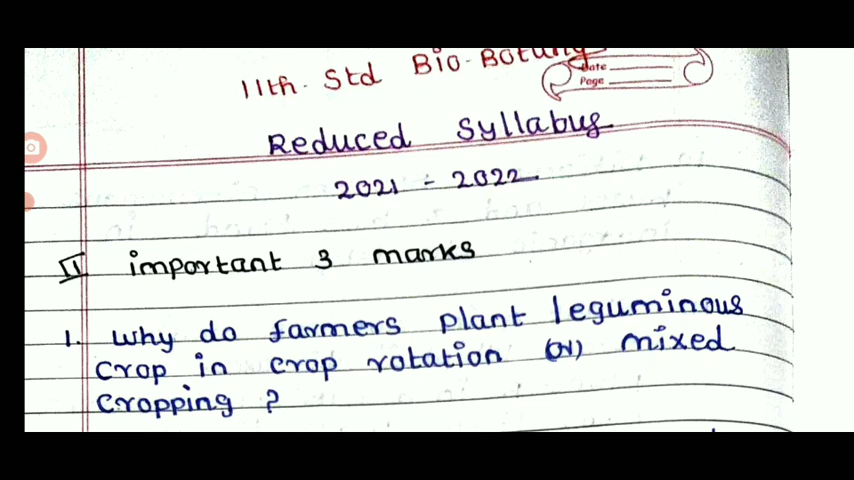 11th. Std Bio-Botany
Date
Page
Reduced Syllabus
2021 - 2022
II important 3 marks
1. Why do farmers plant leguminous
crop in crop rotation (or) mixed
cropping ?